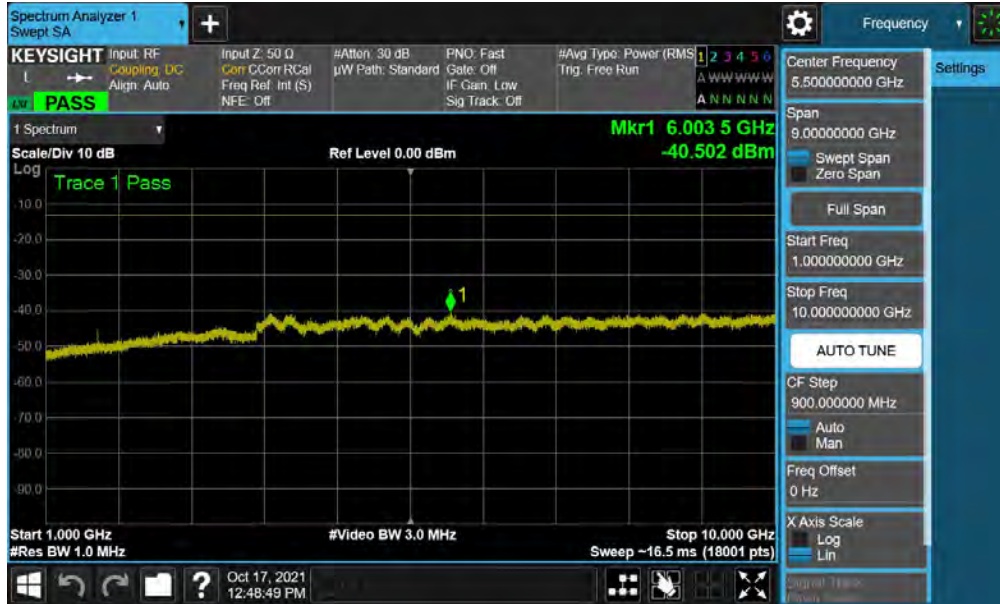 Spectrum Analyzer 1
Swept SA
Frequency
KEYSIGHT
Input: RF
Coupling: DC
Align: Auto
Input Z: 50 Ω
Corr CCorr RCal
Freq Ref: Int (S)
NFE: Off
#Atten: 30 dB
µW Path: Standard
PNO: Fast
Gate: Off
IF Gain: Low
Sig Track: Off
#Avg Type: Power (RMS
Trig: Free Run
1 2 3 4 5 6
A W W W W W
A N N N N N
L
PASS
1 Spectrum
Scale/Div 10 dB
Ref Level 0.00 dBm
Mkr1 6.003 5 GHz
-40.502 dBm
Log
Trace 1 Pass
-10.0
-20.0
-30.0
-40.0
-50.0
-60.0
-70.0
-90.0
1
Start 1.000 GHz
#Res BW 1.0 MHz
#Video BW 3.0 MHz
Stop 10.000 GHz
Sweep ~16.5 ms (18001 pts)
Center Frequency
5.500000000 GHz
Span
9.00000000 GHz
Swept Span
Zero Span
Full Span
Start Freq
1.000000000 GHz
Stop Freq
10.000000000 GHz
AUTO TUNE
CF Step
900.000000 MHz
Auto
Man
Freq Offset
0 Hz
X Axis Scale
Log
Lin
Signal Track
Settings
?
Oct 17, 2021
12:48:49 PM